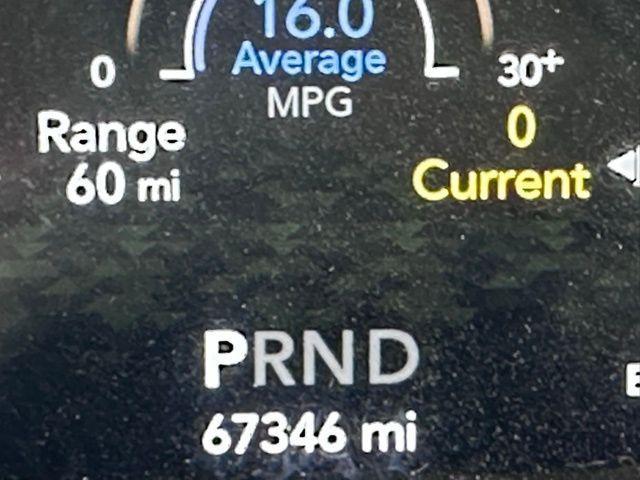 16.0
Average
0 30+
MPG
Range 0
60 mi Current
PRND
67346 mi